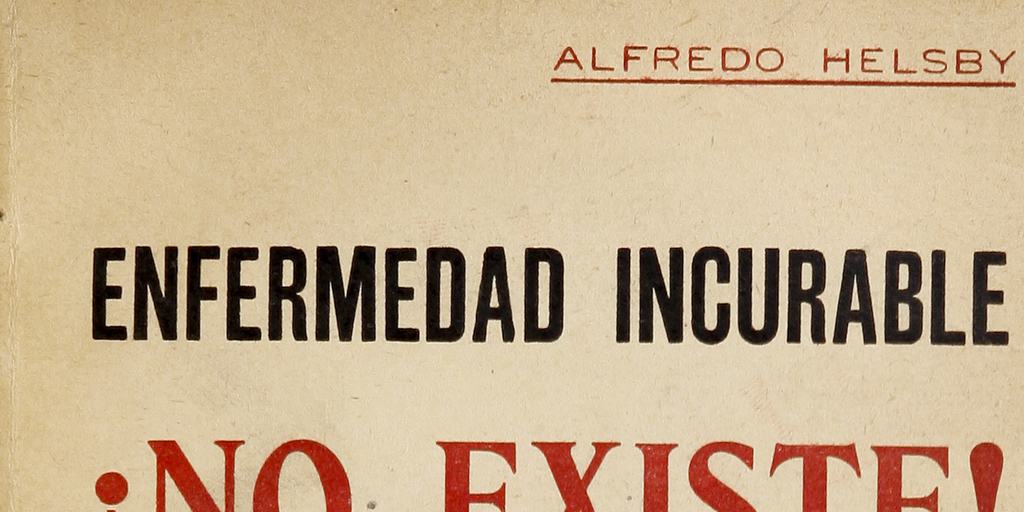 ALFREDO HELSBY
ENFERMEDAD INCURABLE
¡NO EXISTE!